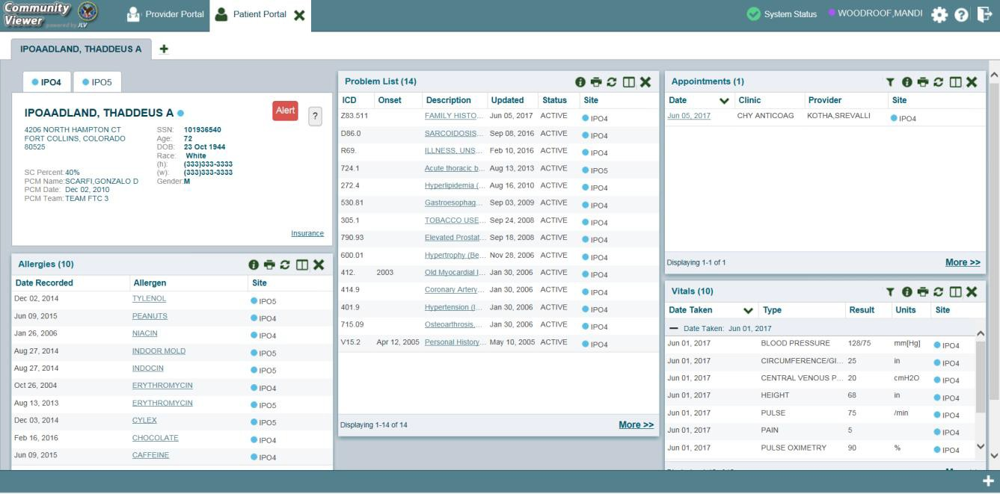 Community Viewer powered by JLV
Provider Portal
Patient Portal
System Status
WOODROOF,MANDI
IPOAADLAND, THADDEUS A
IPO4
IPO5
IPOAADLAND, THADDEUS A
Alert
?
4206 NORTH HAMPTON CT
FORT COLLINS, COLORADO
80525
SC Percent: 40%
PCM Name: SCARFI,GONZALO D
PCM Date: Dec 02, 2010
PCM Team: TEAM FTC 3
SSN: 101936540
Age: 72
DOB: 23 Oct 1944
Race: White
(h): (333)333-3333
(w): (333)333-3333
Gender: M
Insurance
Allergies (10)
Date Recorded Allergen Site
Dec 02, 2014 TYLENOL IPO5
Jun 09, 2015 PEANUTS IPO4
Jan 26, 2006 NIACIN IPO4
Aug 27, 2014 INDOOR MOLD IPO5
Aug 27, 2014 INDOCIN IPO5
Oct 26, 2004 ERYTHROMYCIN IPO4
Aug 13, 2013 ERYTHROMYCIN IPO5
Dec 03, 2014 CYLEX IPO5
Feb 16, 2016 CHOCOLATE IPO4
Jun 09, 2015 CAFFEINE IPO4
Problem List (14)
ICD Onset Description Updated Status Site
Z83.511 FAMILY HISTO... Jun 05, 2017 ACTIVE IPO4
D86.0 SARCOIDOSIS... Sep 08, 2016 ACTIVE IPO4
R69. ILLNESS, UNS... Feb 10, 2016 ACTIVE IPO4
724.1 Acute thoracic b... Aug 13, 2013 ACTIVE IPO5
272.4 Hyperlipidemia (... Aug 16, 2010 ACTIVE IPO4
530.81 Gastroesophag... Sep 03, 2009 ACTIVE IPO4
305.1 TOBACCO USE... Sep 24, 2008 ACTIVE IPO4
790.93 Elevated Prostat... Sep 18, 2008 ACTIVE IPO4
600.01 Hypertrophy (Be... Nov 28, 2006 ACTIVE IPO4
412. 2003 Old Myocardial I... Jan 30, 2006 ACTIVE IPO4
414.9 Coronary Artery... Jan 30, 2006 ACTIVE IPO4
401.9 Hypertension (I... Jan 30, 2006 ACTIVE IPO4
715.09 Osteoarthrosis,... Jan 30, 2006 ACTIVE IPO4
V15.2 Apr 12, 2005 Personal History... May 10, 2005 ACTIVE IPO4
Displaying 1-14 of 14 More >>
Appointments (1)
Date Clinic Provider Site
Jun 05, 2017 CHY ANTICOAG KOTHA,SREVALLI IPO4
Displaying 1-1 of 1 More >>
Vitals (10)
Date Taken Type Result Units Site
Date Taken: Jun 01, 2017
Jun 01, 2017 BLOOD PRESSURE 128/75 mm[Hg] IPO4
Jun 01, 2017 CIRCUMFERENCE/GI... 25 in IPO4
Jun 01, 2017 CENTRAL VENOUS P... 20 cmH2O IPO4
Jun 01, 2017 HEIGHT 68 in IPO4
Jun 01, 2017 PULSE 75 /min IPO4
Jun 01, 2017 PAIN 5 IPO4
Jun 01, 2017 PULSE OXIMETRY 90 % IPO4